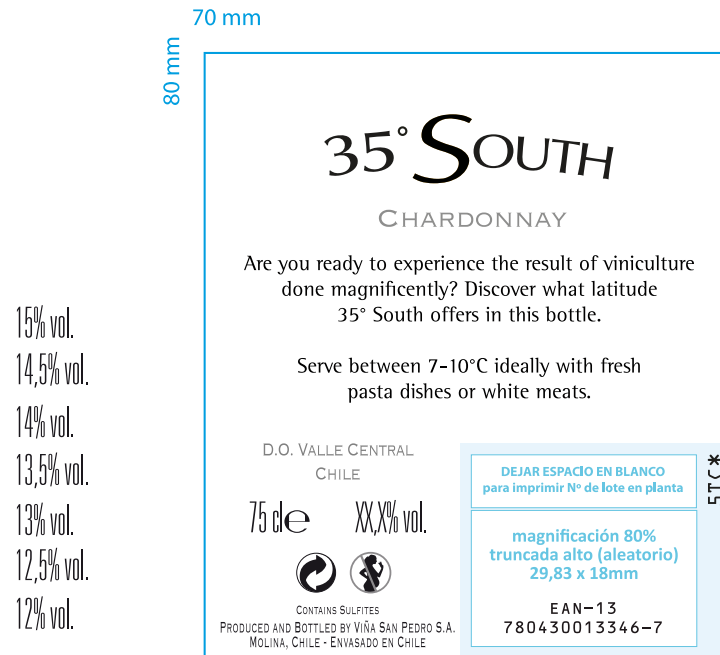 70 mm
80 mm
35° SOUTH
CHARDONNAY
Are you ready to experience the result of viniculture
done magnificently? Discover what latitude
35° South offers in this bottle.
Serve between 7-10°C ideally with fresh
pasta dishes or white meats.
15% vol.
14,5% vol.
14% vol.
13,5% vol.
13% vol.
12,5% vol.
12% vol.
D.O. VALLE CENTRAL
CHILE
75 cl e XX,X% vol.
CONTAINS SULFITES
PRODUCED AND BOTTLED BY VIÑA SAN PEDRO S.A.
MOLINA, CHILE - ENVASADO EN CHILE
DEJAR ESPACIO EN BLANCO
para imprimir Nº de lote en planta
magnificación 80%
truncada alto (aleatorio)
29,83 x 18mm
EAN-13
780430013346-7